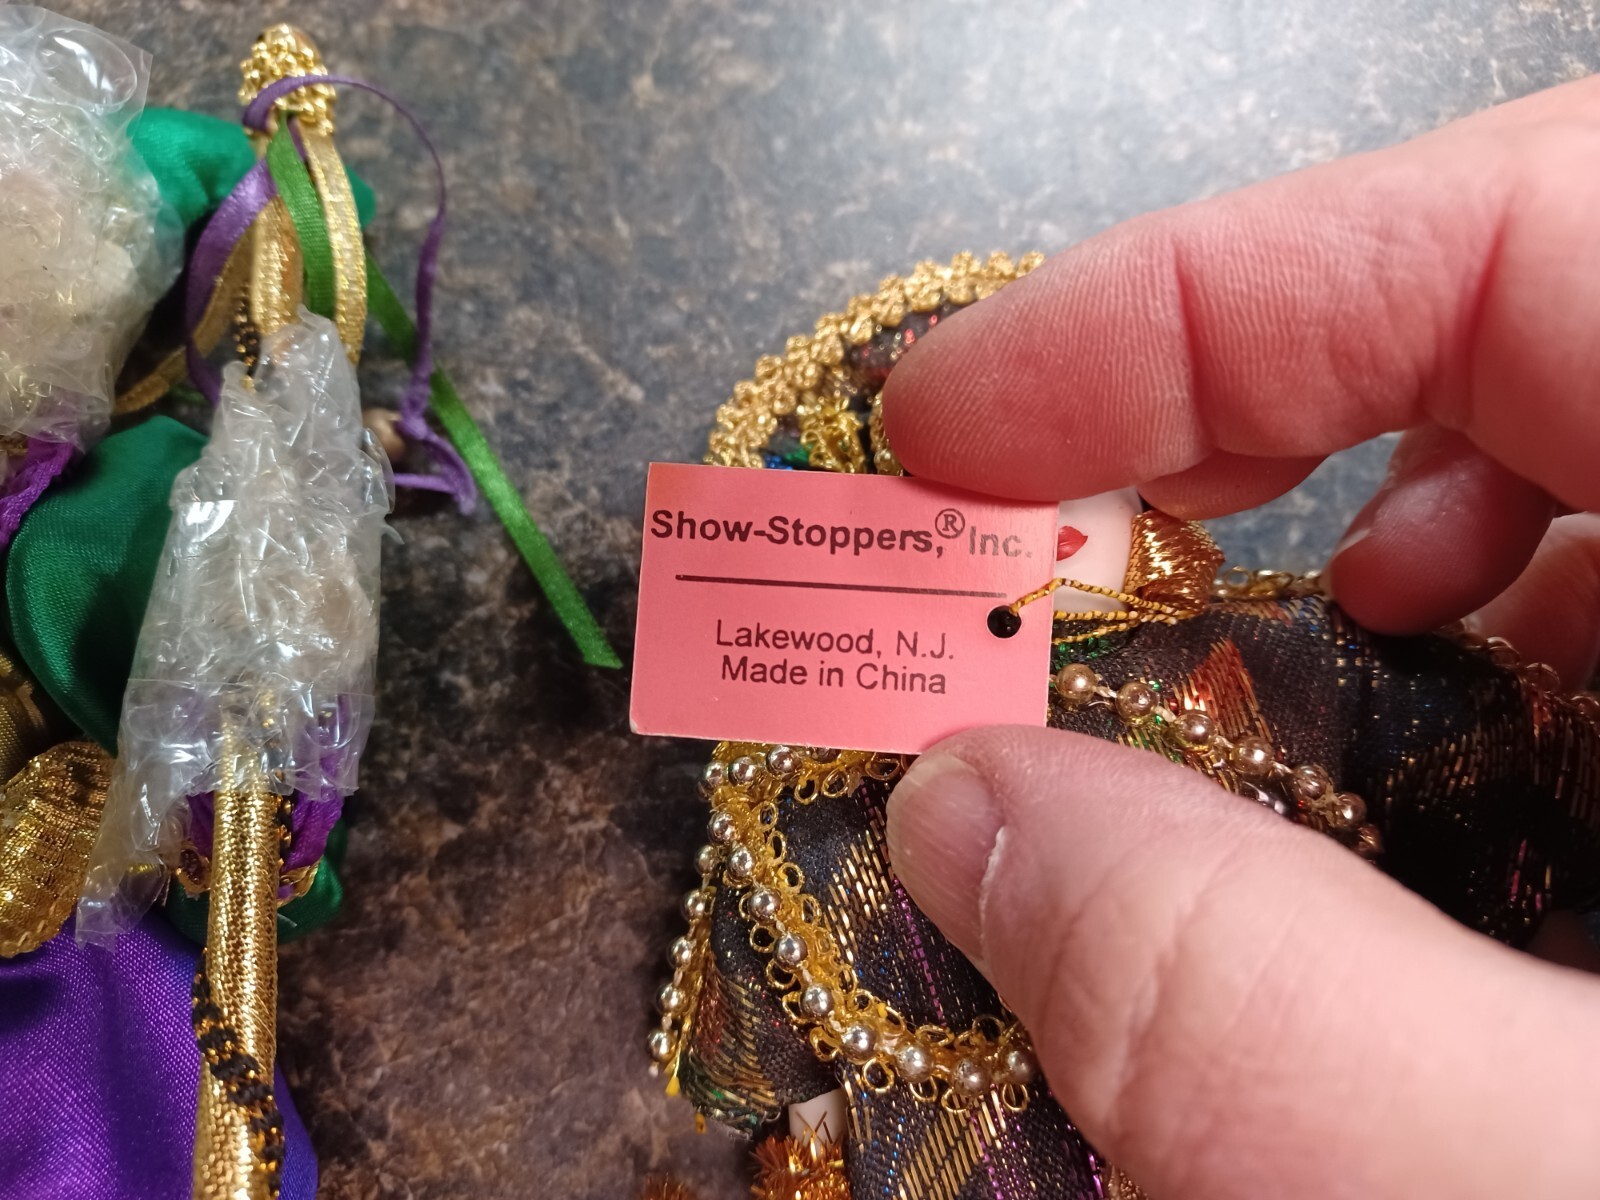 Show-Stoppers,® Inc.
Lakewood, N.J.
Made in China